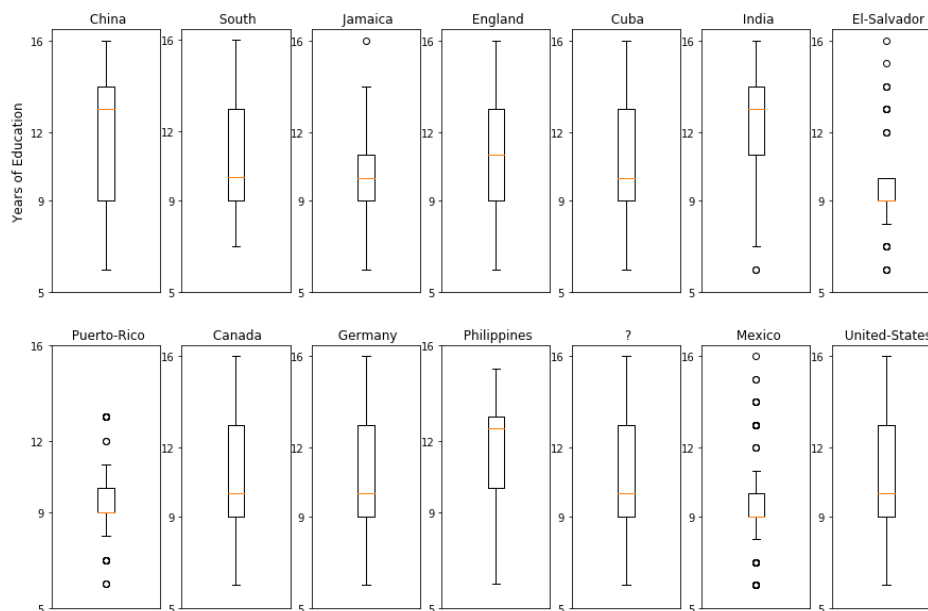 China South Jamaica England Cuba India El-Salvador
16 16 16 16 16 16 16
12 12 12 12 12 12 12
Years of Education
9 9 9 9 9 9 9
5 5 5 5 5 5 5
Puerto-Rico Canada Germany Philippines ? Mexico United-States
16 16 16 16 16 16 16
12 12 12 12 12 12 12
9 9 9 9 9 9 9
5 5 5 5 5 5 5